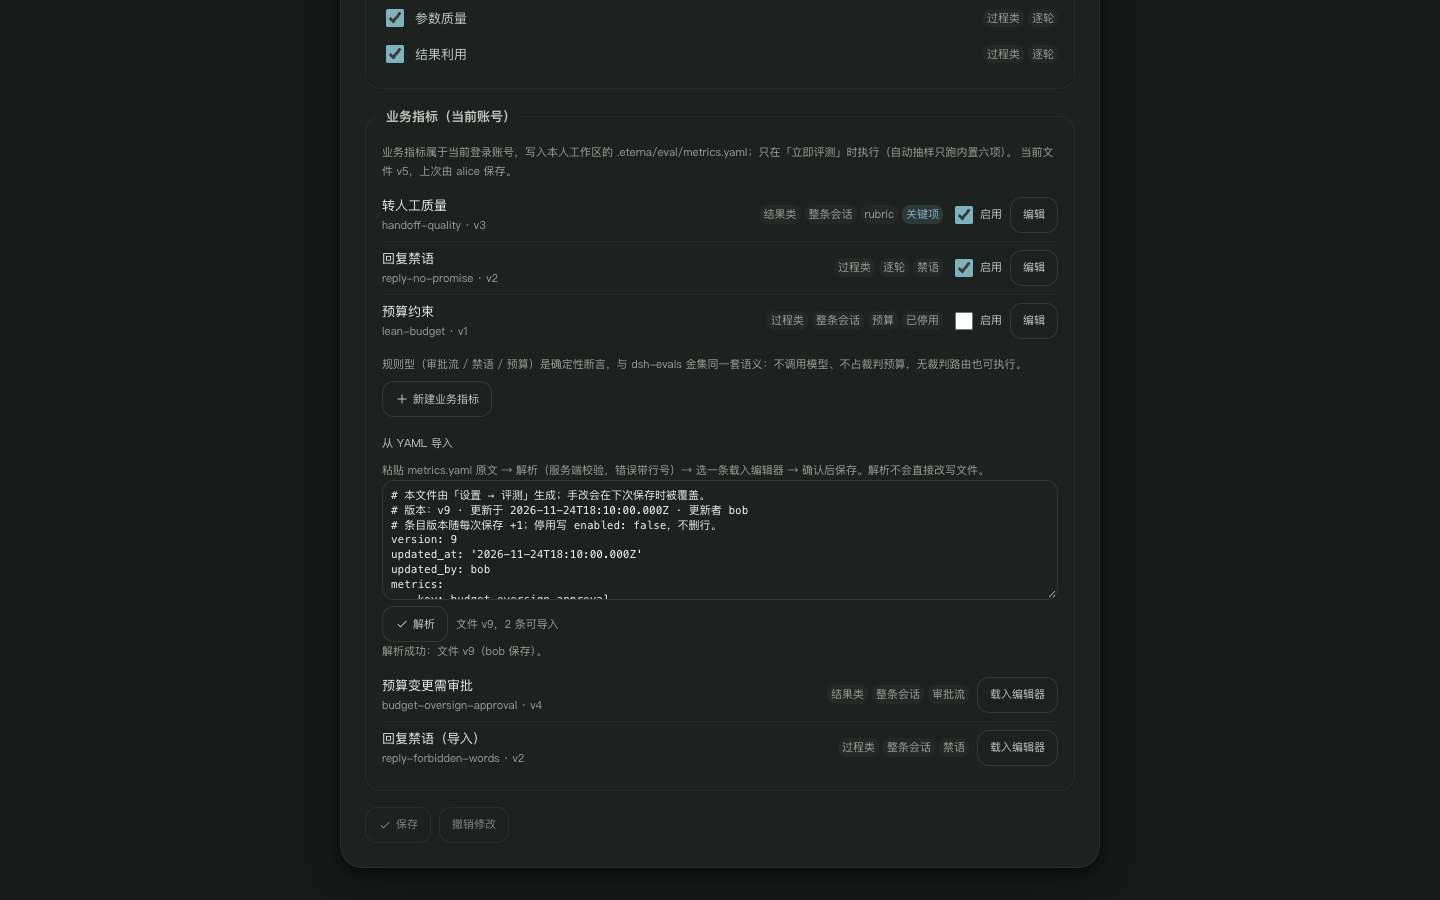 参数质量 过程类 逐轮
结果利用 过程类 逐轮
业务指标（当前账号）
业务指标属于当前登录账号，写入本人工作区的 .eterna/eval/metrics.yaml；只在「立即评测」时执行（自动抽样只跑内置六项）。 当前文
件 v5，上次由 alice 保存。
转人工质量
handoff-quality · v3
结果类 整条会话 rubric 关键项 启用 编辑
回复禁语
reply-no-promise · v2
过程类 逐轮 禁语 启用 编辑
预算约束
lean-budget · v1
过程类 整条会话 预算 已停用 启用 编辑
规则型（审批流 / 禁语 / 预算）是确定性断言，与 dsh-evals 金集同一套语义：不调用模型、不占裁判预算，无裁判路由也可执行。
新建业务指标
从 YAML 导入
粘贴 metrics.yaml 原文 → 解析（服务端校验，错误带行号）→ 选一条载入编辑器 → 确认后保存。解析不会直接改写文件。
# 本文件由「设置 → 评测」生成；手改会在下次保存时被覆盖。
# 版本：v9 · 更新于 2026-11-24T18:10:00.000Z · 更新者 bob
# 条目版本随每次保存 +1；停用写 enabled: false，不删行。
version: 9
updated_at: '2026-11-24T18:10:00.000Z'
updated_by: bob
metrics:
key: budget-oversign-approval
解析 文件 v9，2 条可导入
解析成功：文件 v9（bob 保存）。
预算变更需审批
budget-oversign-approval · v4
结果类 整条会话 审批流 载入编辑器
回复禁语（导入）
reply-forbidden-words · v2
过程类 整条会话 禁语 载入编辑器
保存 撤销修改